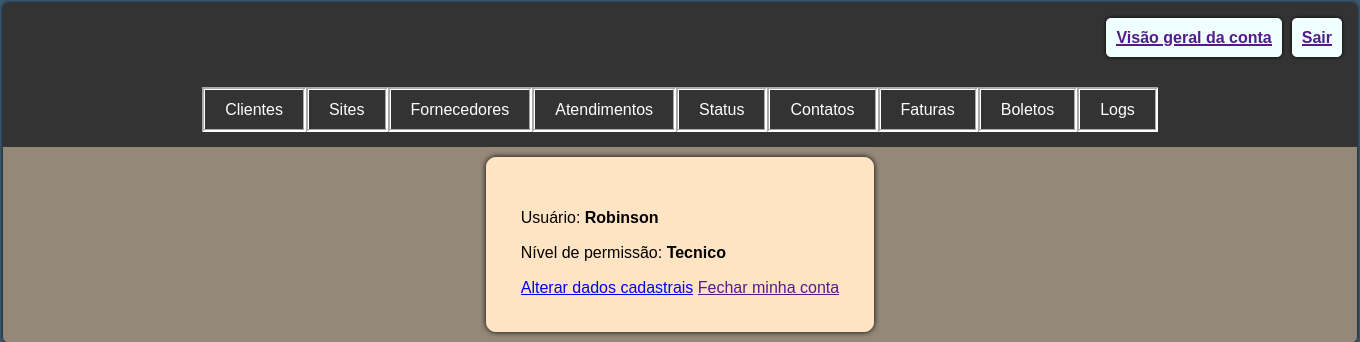 Visão geral da conta Sair
Clientes Sites Fornecedores Atendimentos Status Contatos Faturas Boletos Logs
Usuário: Robinson
Nível de permissão: Tecnico
Alterar dados cadastrais Fechar minha conta